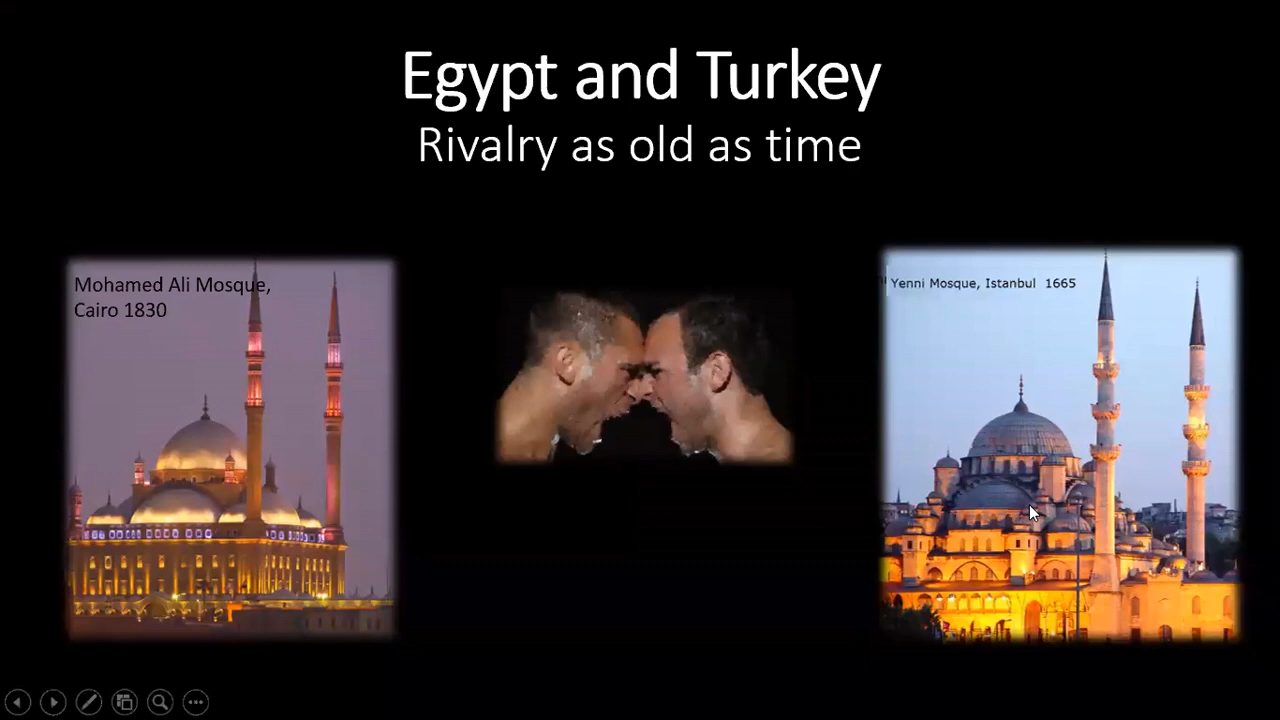 Egypt and Turkey
Rivalry as old as time
Mohamed Ali Mosque,
Cairo 1830
Yenni Mosque, Istanbul 1665